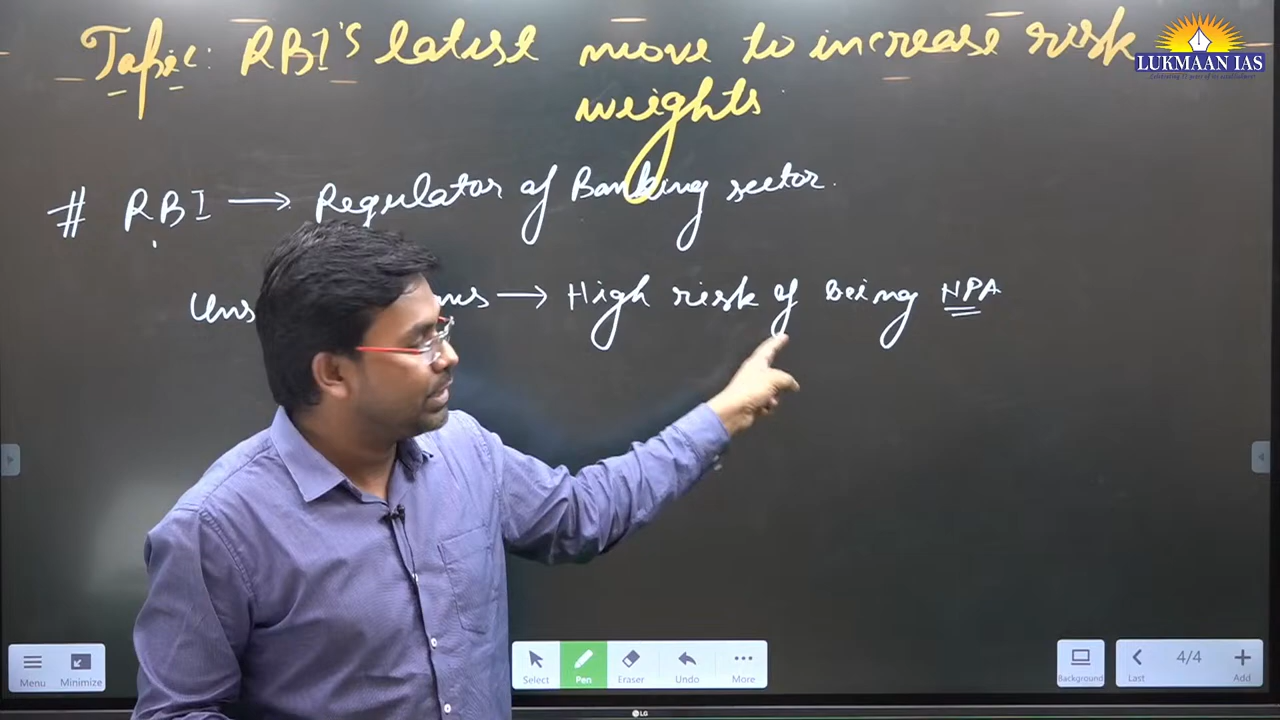 Topic: RBI's latest move to increase risk
weights
LUKMAAN IAS
# RBI → Regulator of Banking sector.
→ High risk of being NPA
Menu
Minimize
Select
Pen
Eraser
Undo
More
Background
Last
4/4
Add
LG